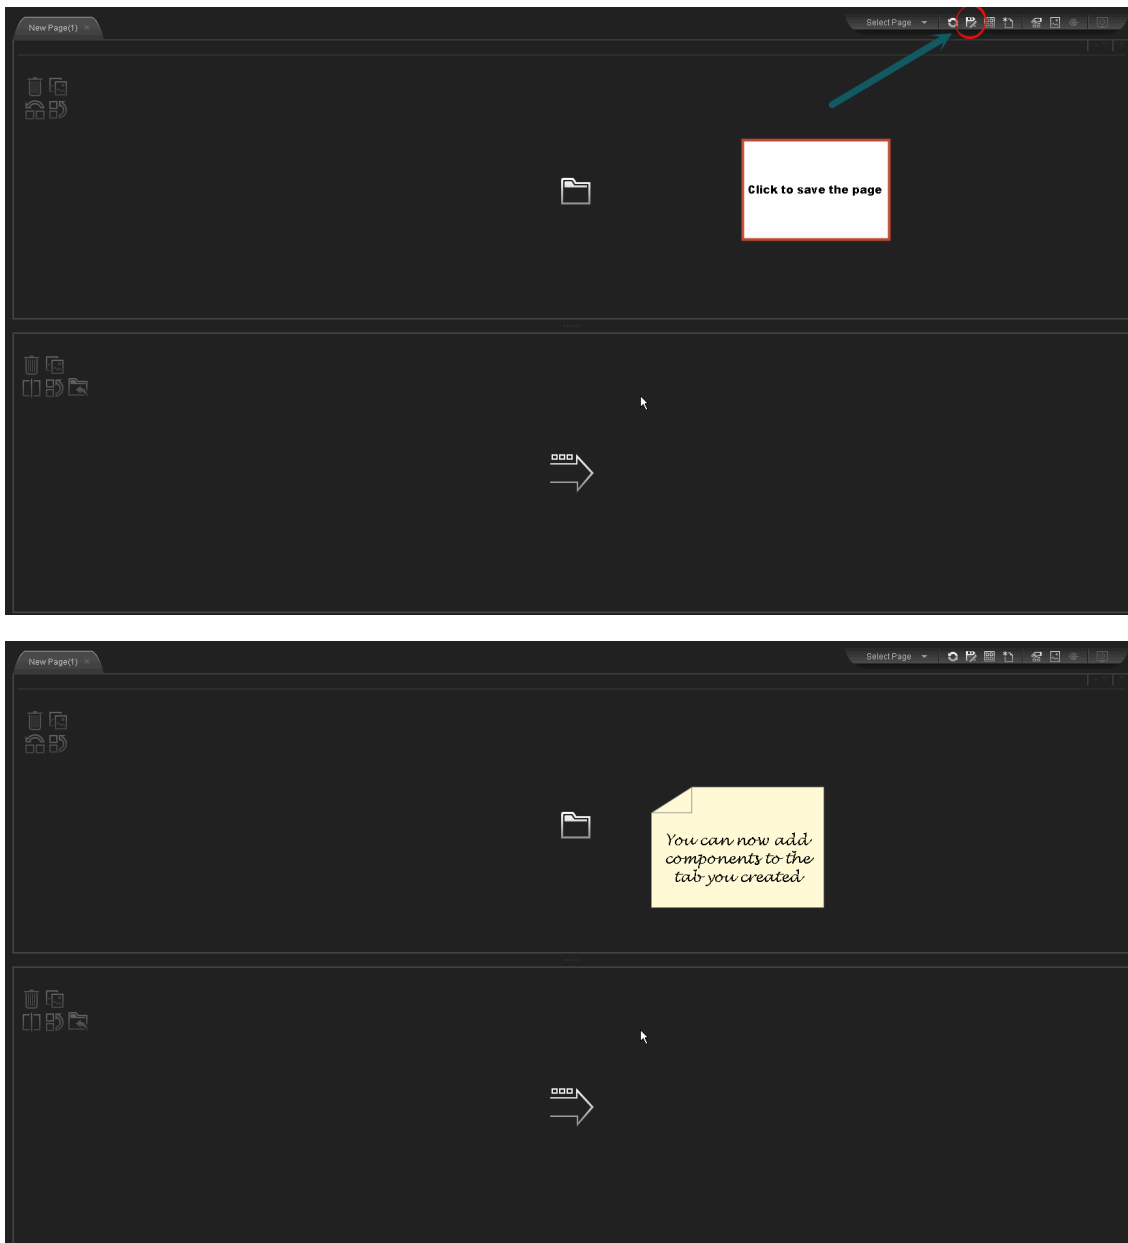 New Page(1)
Select Page
Click to save the page
New Page(1)
Select Page
You can now add
components to the
tab you created